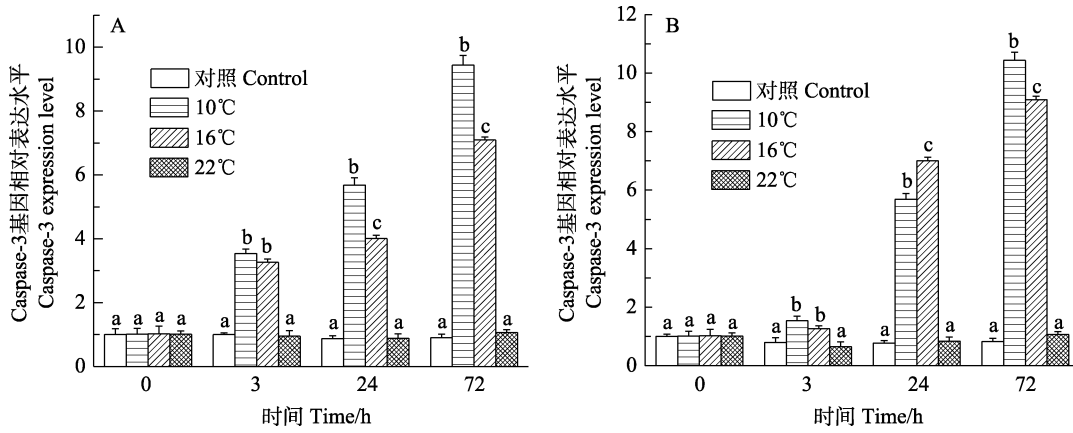 A
Caspase-3基因相对表达水平
Caspase-3 expression level
10
8
6
4
2
0
对照 Control
10℃
16℃
22℃
a a a a
a b b a
a b c a
a b c a
0 3 24 72
时间 Time/h
B
Caspase-3基因相对表达水平
Caspase-3 expression level
12
10
8
6
4
2
0
对照 Control
10℃
16℃
22℃
a a a a
a b b a
a b c a
a b c a
0 3 24 72
时间 Time/h